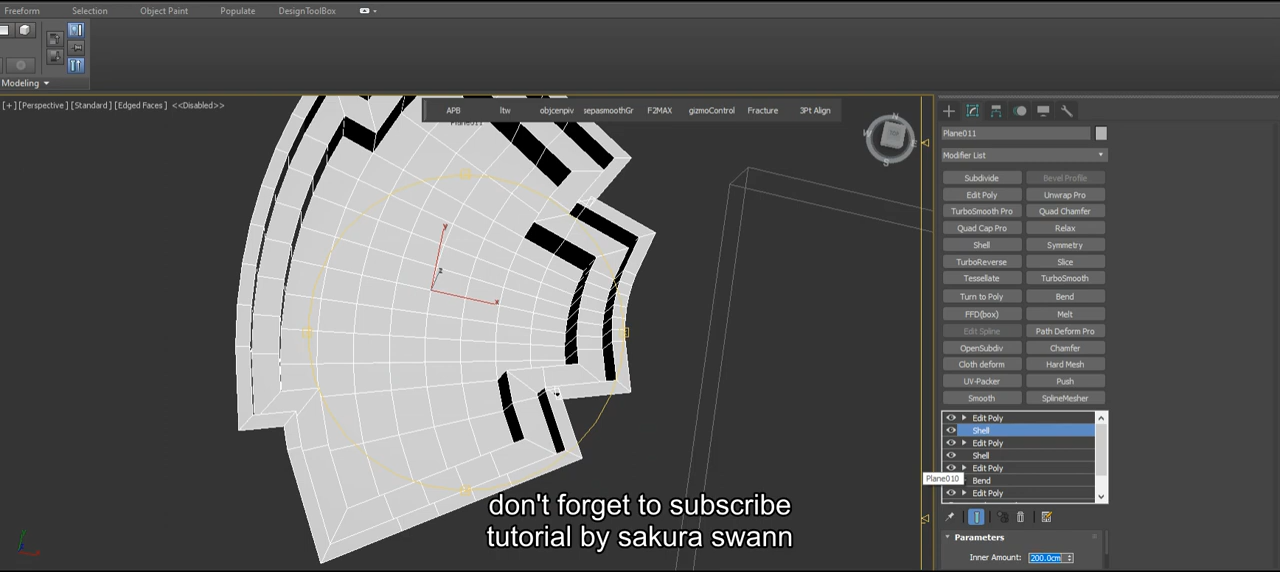 Freeform Selection Object Paint Populate DesignToolBox
Modeling
[+] [Perspective] [Standard] [Edged Faces] <<Disabled>>
APB ltw objcenpiv sepasmoothGr F2MAX gizmoControl Fracture 3Pt Align
Plane011
N
W E
S
y
z
x
Plane011
Modifier List
Subdivide Bevel Profile
Edit Poly Unwrap Pro
TurboSmooth Pro Quad Chamfer
Quad Cap Pro Relax
Shell Symmetry
TurboReverse Slice
Tessellate TurboSmooth
Turn to Poly Bend
FFD(box) Melt
Edit Spline Path Deform Pro
OpenSubdiv Chamfer
Cloth deform Hard Mesh
UV-Packer Push
Smooth SplineMesher
Edit Poly
Shell
Edit Poly
Shell
Edit Poly
Plane010
Bend
Edit Poly
Parameters
Inner Amount: 200.0cm
don't forget to subscribe
tutorial by sakura swann